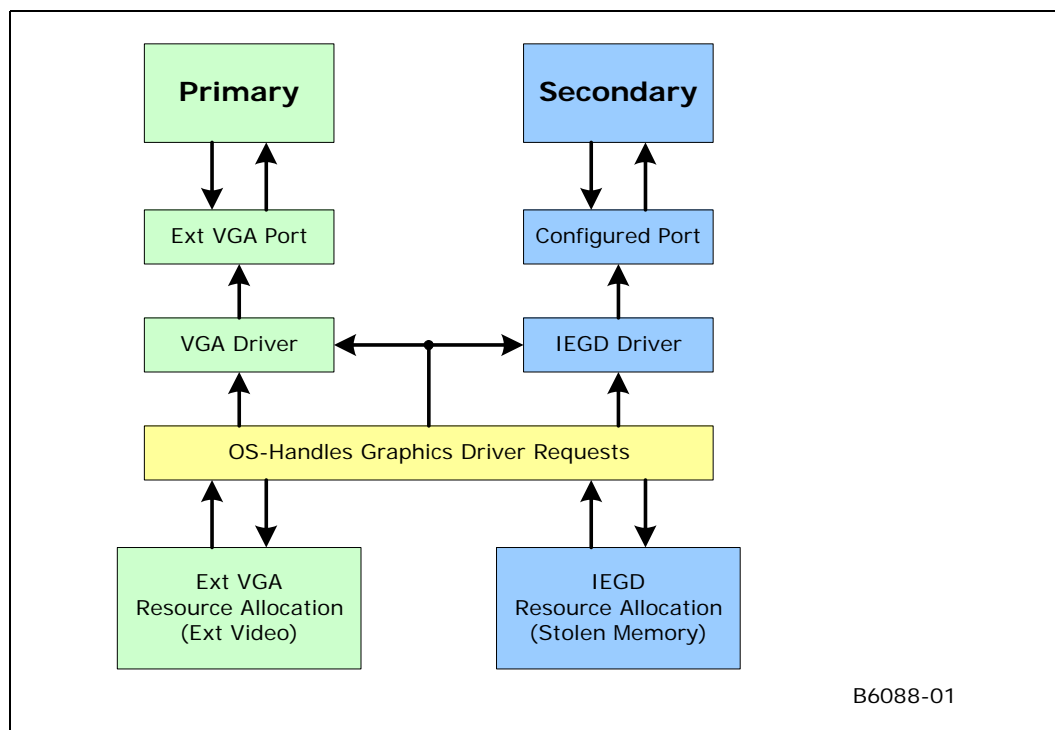 Primary
Secondary
Ext VGA Port
Configured Port
VGA Driver
IEGD Driver
OS-Handles Graphics Driver Requests
Ext VGA
Resource Allocation
(Ext Video)
IEGD
Resource Allocation
(Stolen Memory)
B6088-01